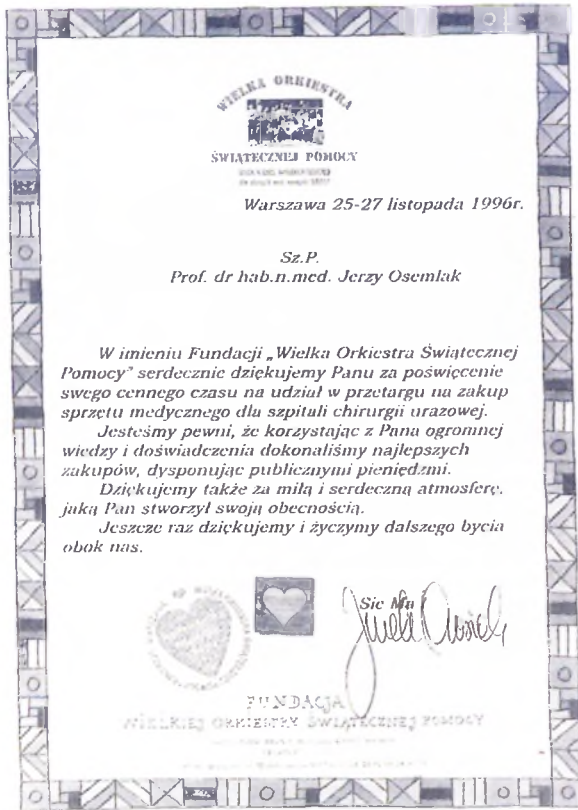 WIELKA ORKIESTRA
ŚWIĄTECZNEJ POMOCY
Warszawa 25-27 listopada 1996r.
Sz.P.
Prof. dr hab.n.med. Jerzy Osemlak
W imieniu Fundacji „Wielka Orkiestra Świątecznej
Pomocy" serdecznie dziękujemy Panu za poświęcenie
swego cennego czasu na udział w przetargu na zakup
sprzętu medycznego dla szpitali chirurgii urazowej.
Jesteśmy pewni, że korzystając z Pana ogromnej
wiedzy i doświadczenia dokonaliśmy najlepszych
zakupów, dysponując publicznymi pieniędzmi.
Dziękujemy także za miłą i serdeczną atmosferę,
jaką Pan stworzył swoją obecnością.
Jeszcze raz dziękujemy i życzymy dalszego bycia
obok nas.
Sie Ma
FUNDACJA
WIELKIEJ ORKIESTRY ŚWIĄTECZNEJ POMOCY